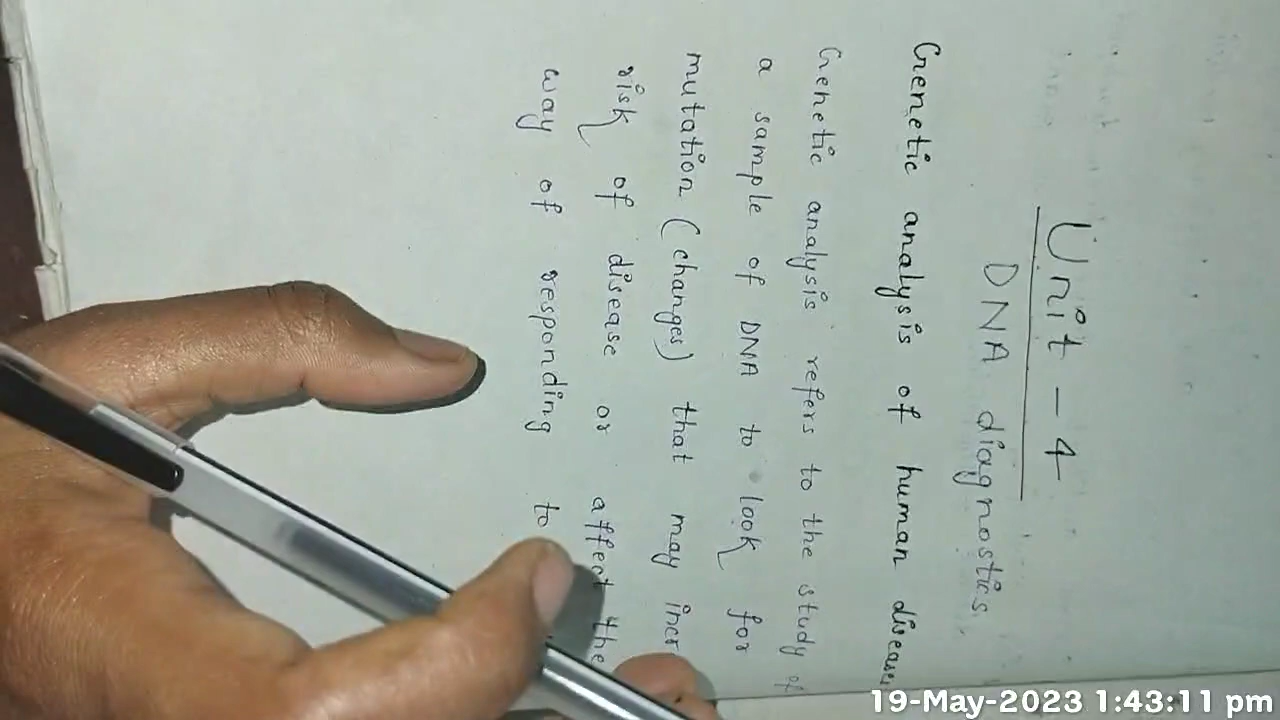 Unit - 4
DNA diagnostics.
Genetic analysis of human diseases
Genetic analysis refers to the study of
a sample of DNA to look for
mutation (changes) that may incr
risk of disease or affect the
way of responding to
19-May-2023 1:43:11 pm